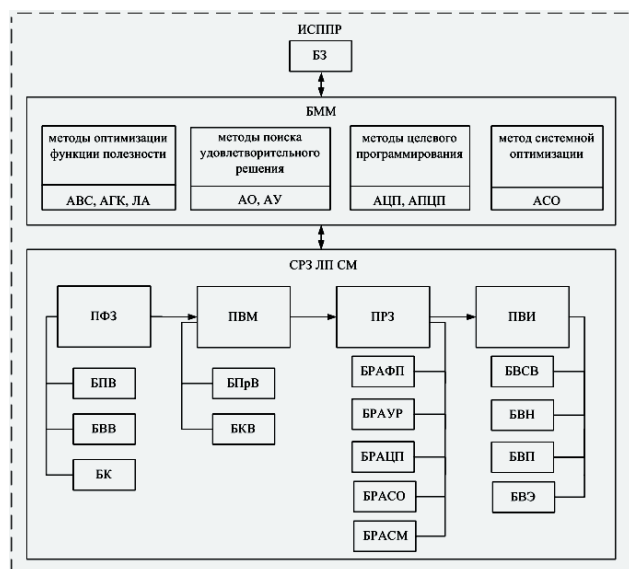 ИСППР
БЗ
БММ
методы оптимизации
функции полезности
АВС, АГК, ЛА
методы поиска
удовлетворительного
решения
АО, АУ
методы целевого
программирования
АЦП, АПЦП
метод системной
оптимизации
АСО
СРЗ ЛП СМ
ПФЗ
ПВМ
ПРЗ
ПВИ
БПВ
БВВ
БК
БПрВ
БКВ
БРАФП
БРАУР
БРАЦП
БРАСО
БРАСМ
БВСВ
БВН
БВП
БВЭ